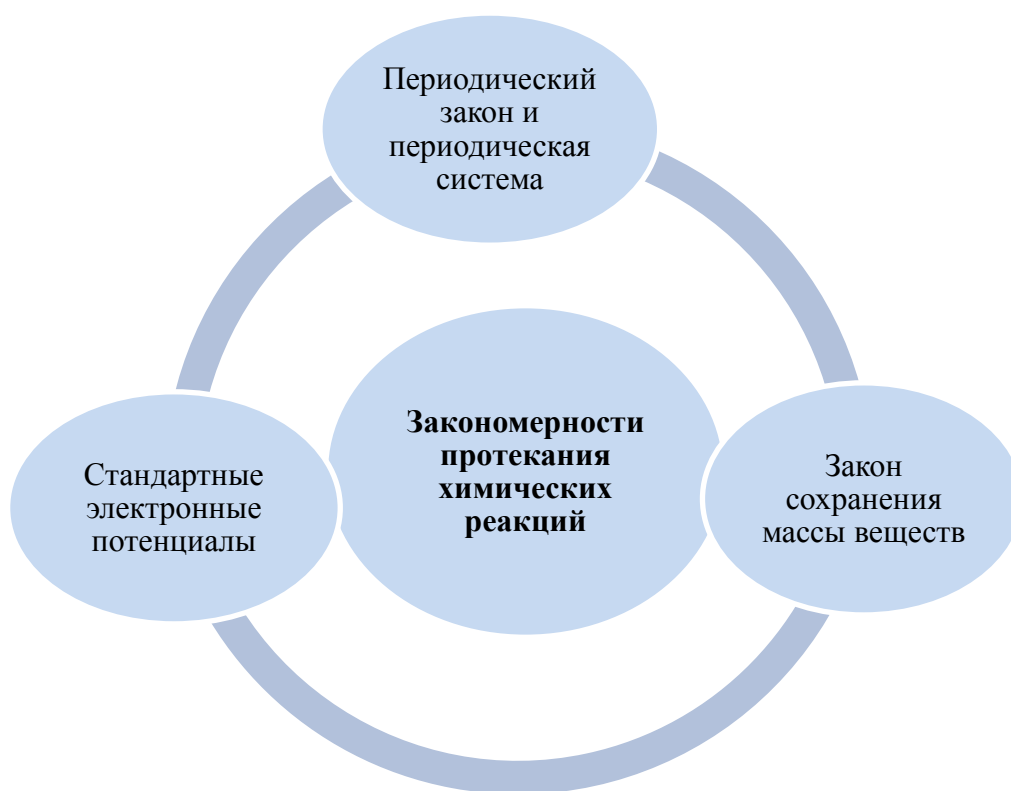 Периодический
закон и
периодическая
система
Закономерности
протекания
химических
реакций
Стандартные
электронные
потенциалы
Закон
сохранения
массы веществ